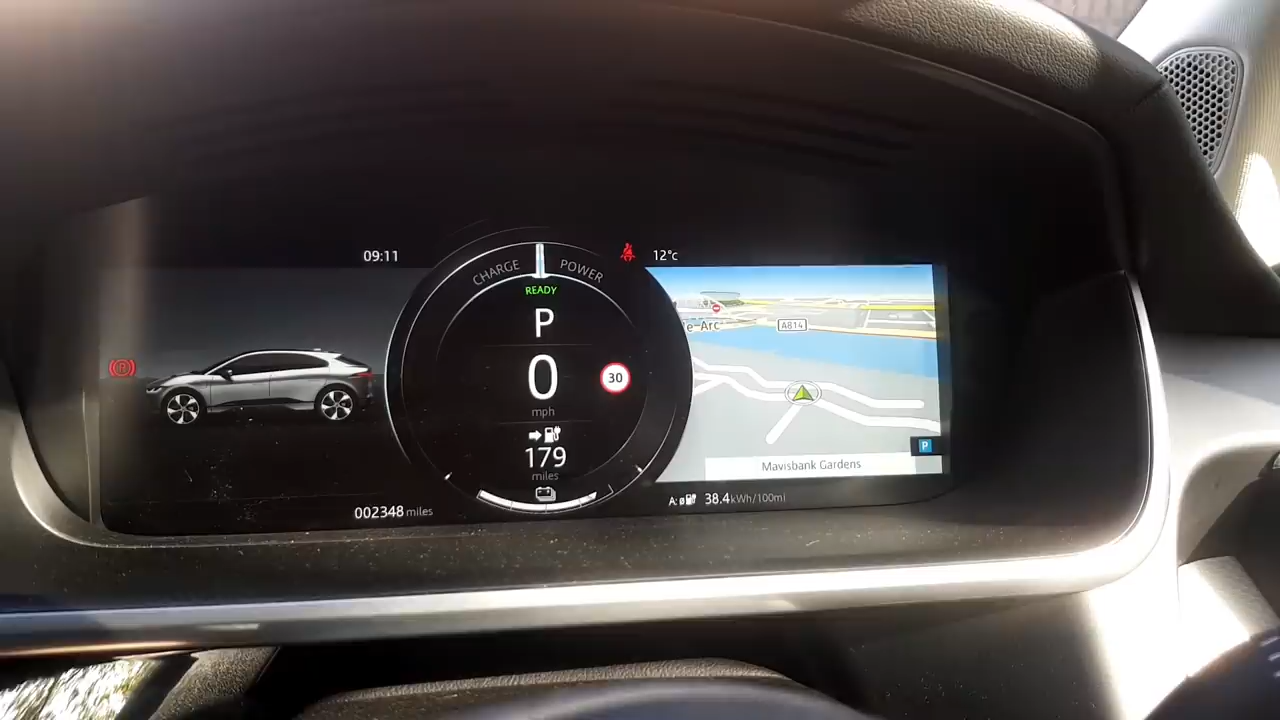 09:11
12°c
CHARGE
POWER
READY
P
0
mph
30
179
miles
002348 miles
e-Arc
A814
P
Mavisbank Gardens
A: ø 38.4 kWh/100mi